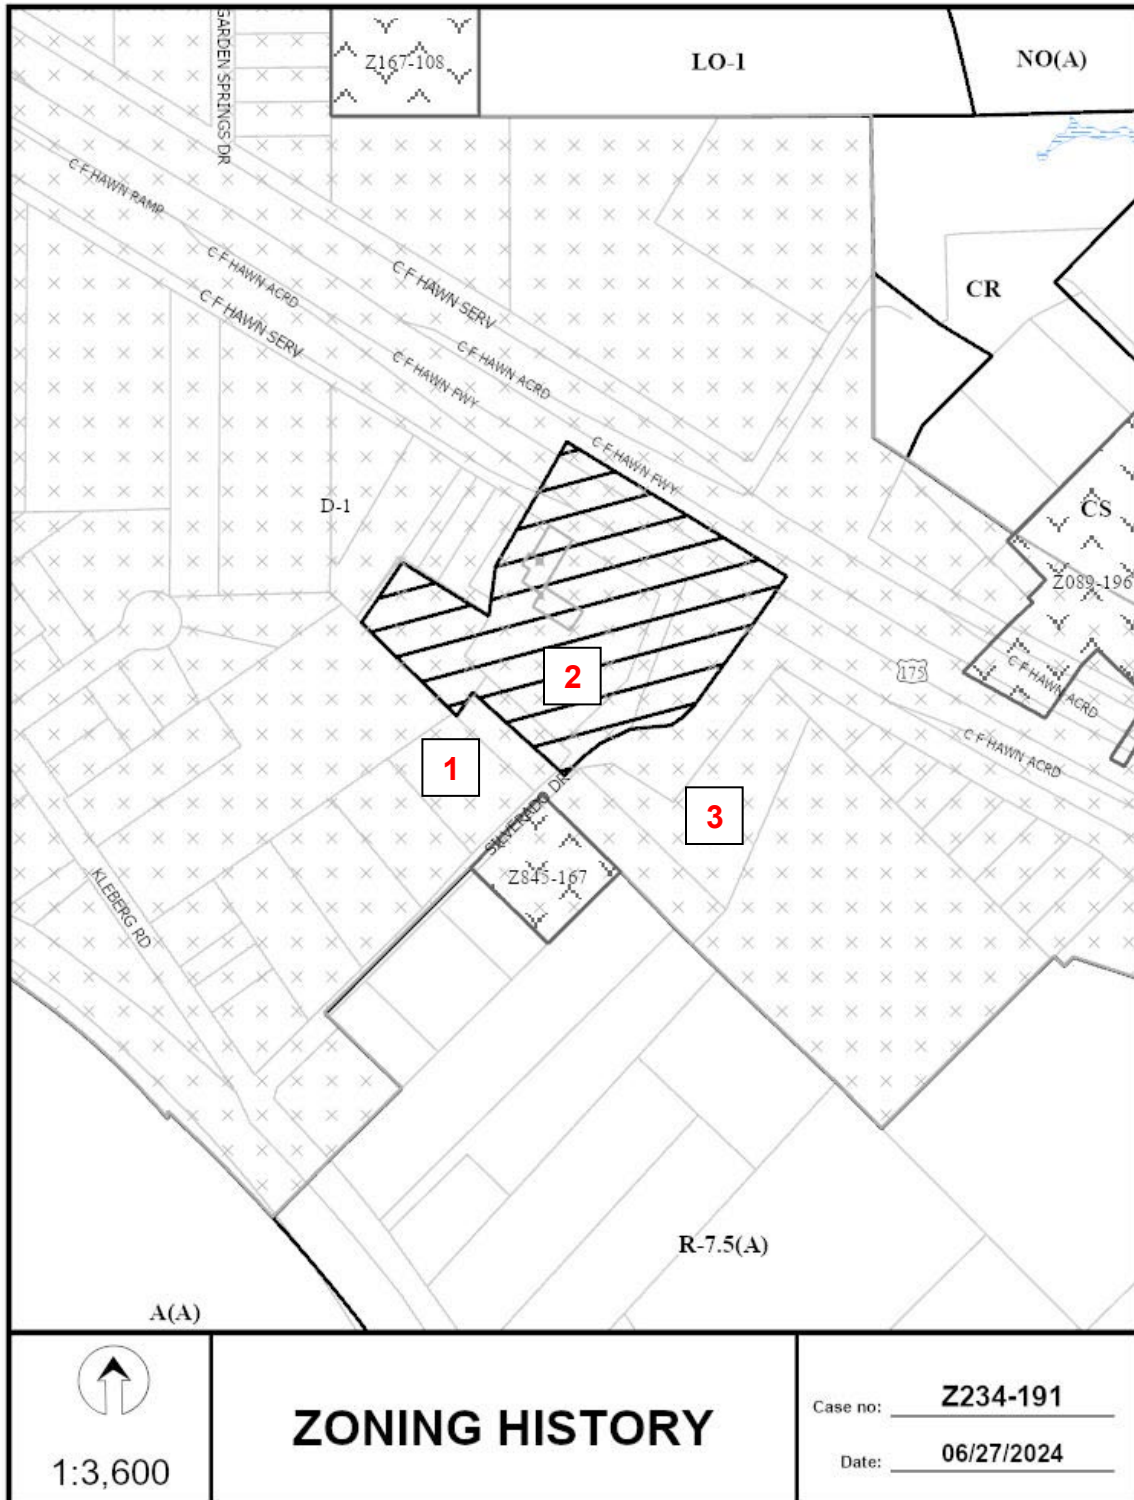 GARDEN SPRINGS DR
Z167-108
LO-1
NO(A)
C F HAWN RAMP
C F HAWN ACRD
C F HAWN SERV
C F HAWN SERV
C F HAWN ACRD
C F HAWN FWY
CR
C F HAWN FWY
D-1
CS
Z089-196
175
C F HAWN ACRD
C F HAWN ACRD
2
1
3
SILVERADO DR
Z845-167
KLEBERG RD
R-7.5(A)
A(A)
1:3,600
ZONING HISTORY
Case no: Z234-191
Date: 06/27/2024